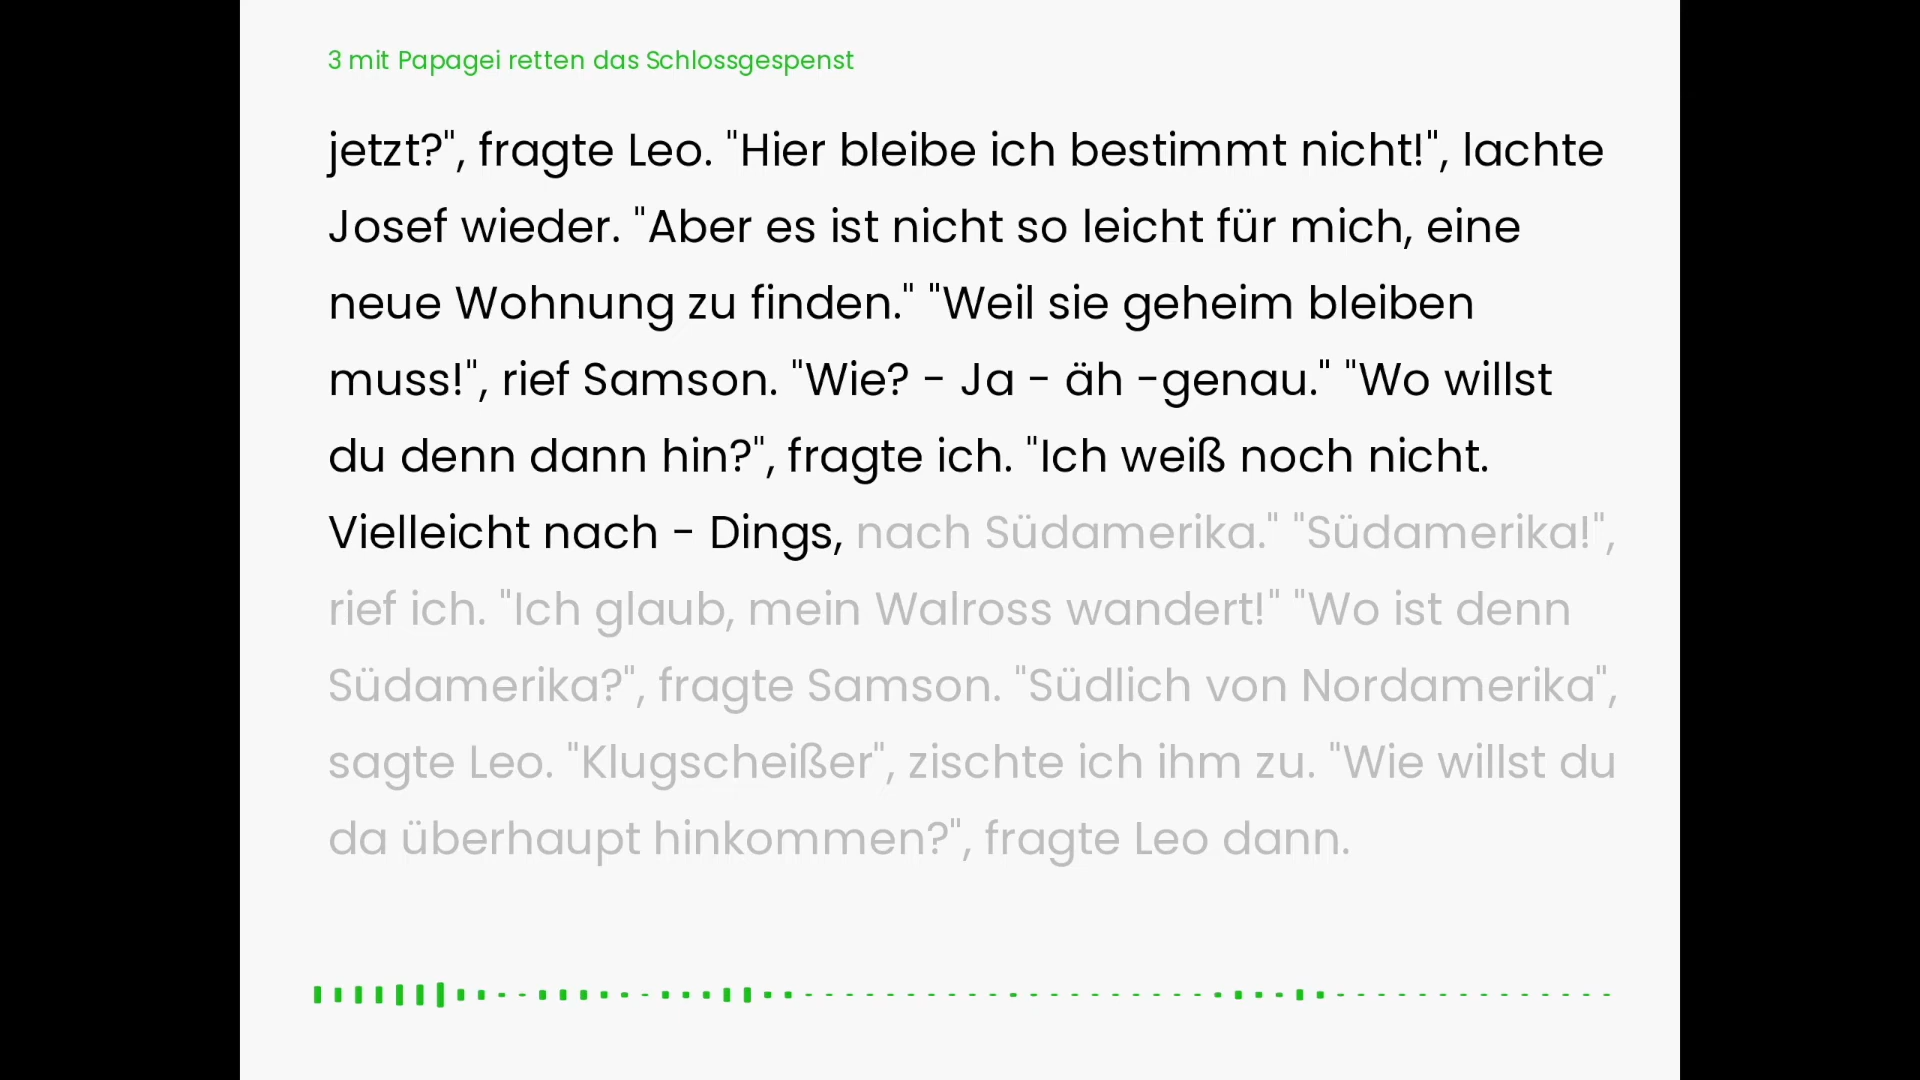 3 mit Papagei retten das Schlossgespenst
jetzt?", fragte Leo. "Hier bleibe ich bestimmt nicht!", lachte
Josef wieder. "Aber es ist nicht so leicht für mich, eine
neue Wohnung zu finden." "Weil sie geheim bleiben
muss!", rief Samson. "Wie? - Ja - äh -genau." "Wo willst
du denn dann hin?", fragte ich. "Ich weiß noch nicht.
Vielleicht nach - Dings, nach Südamerika." "Südamerika!",
rief ich. "Ich glaub, mein Walross wandert!" "Wo ist denn
Südamerika?", fragte Samson. "Südlich von Nordamerika",
sagte Leo. "Klugscheißer", zischte ich ihm zu. "Wie willst du
da überhaupt hinkommen?", fragte Leo dann.